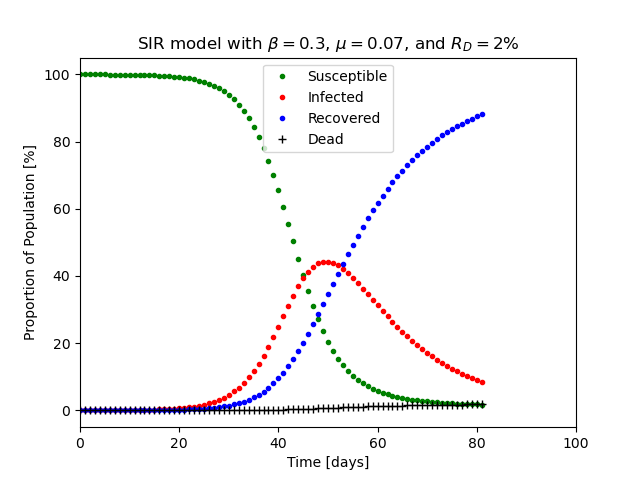 SIR model with β = 0.3, μ = 0.07, and R_D = 2%
Susceptible
Infected
Recovered
Dead
Proportion of Population [%]
100
80
60
40
20
0
0 20 40 60 80 100
Time [days]